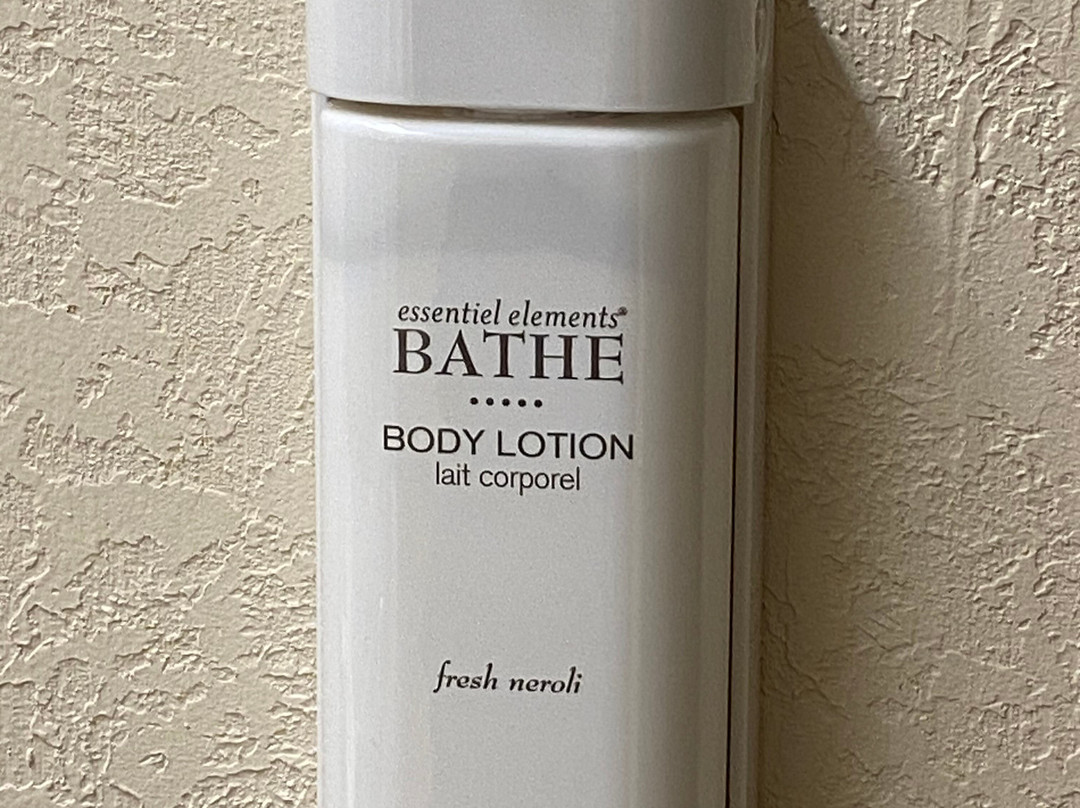 essentiel elements®
BATHE
•••••
BODY LOTION
lait corporel
fresh neroli